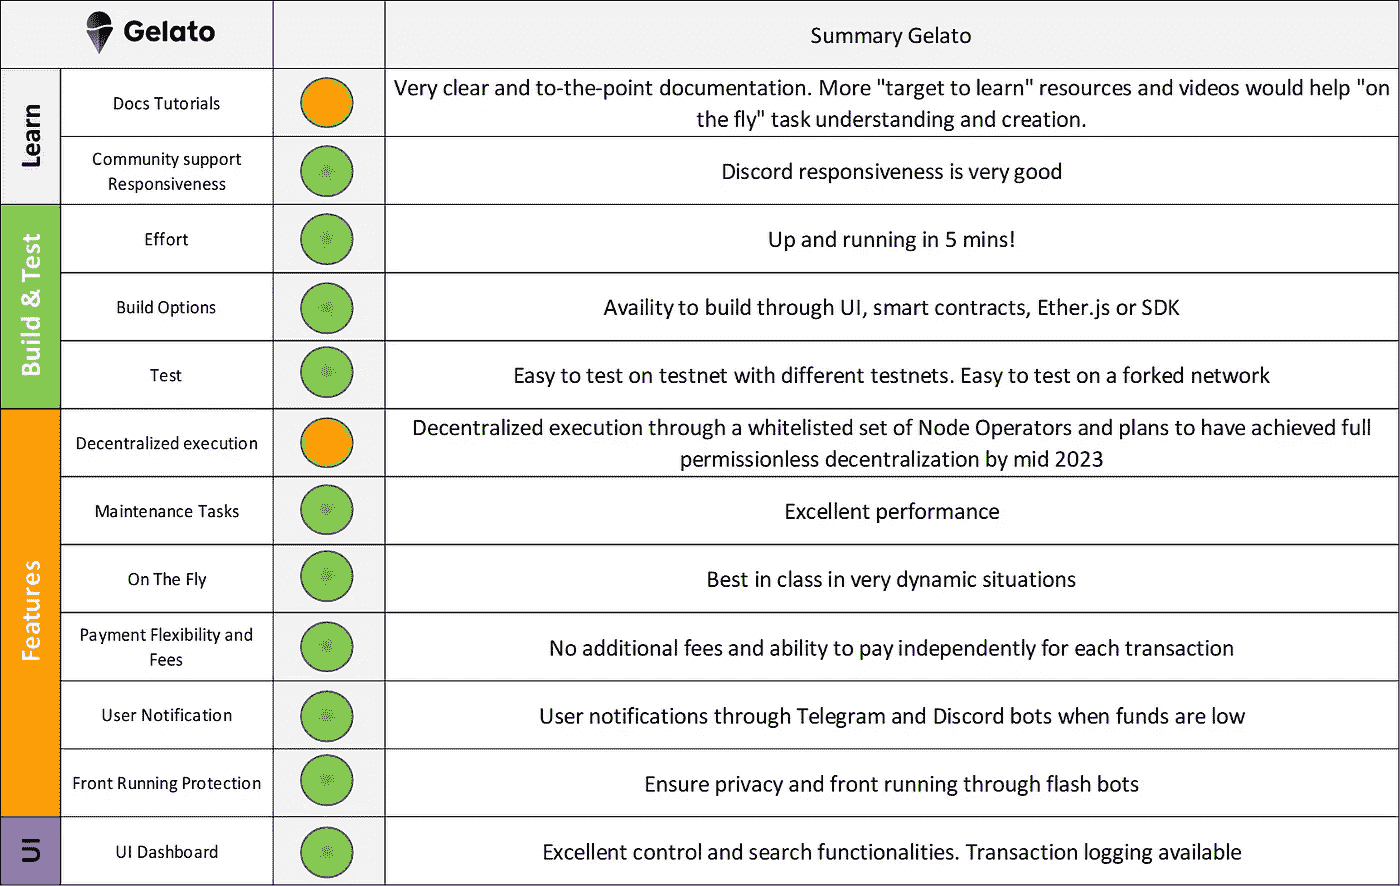 Gelato
Summary Gelato
Learn
Docs Tutorials
Very clear and to-the-point documentation. More "target to learn" resources and videos would help "on
the fly" task understanding and creation.
Community support
Responsiveness
Discord responsiveness is very good
Build & Test
Effort
Up and running in 5 mins!
Build Options
Availity to build through UI, smart contracts, Ether.js or SDK
Test
Easy to test on testnet with different testnets. Easy to test on a forked network
Features
Decentralized execution
Decentralized execution through a whitelisted set of Node Operators and plans to have achieved full
permissionless decentralization by mid 2023
Maintenance Tasks
Excellent performance
On The Fly
Best in class in very dynamic situations
Payment Flexibility and
Fees
No additional fees and ability to pay independently for each transaction
User Notification
User notifications through Telegram and Discord bots when funds are low
Front Running Protection
Ensure privacy and front running through flash bots
UI
UI Dashboard
Excellent control and search functionalities. Transaction logging available